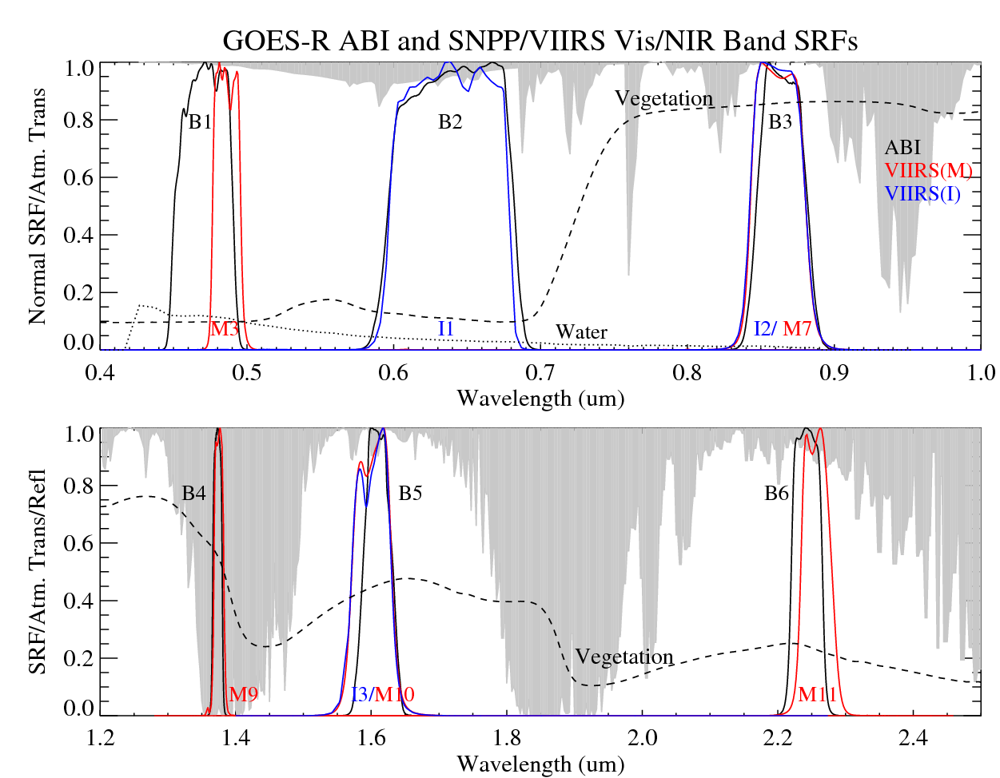 GOES-R ABI and SNPP/VIIRS Vis/NIR Band SRFs
Normal SRF/Atm. Trans
1.0
0.8
0.6
0.4
0.2
0.0
B1
B2
Vegetation
B3
ABI
VIIRS(M)
VIIRS(I)
M3
I1
Water
I2/ M7
0.4 0.5 0.6 0.7 0.8 0.9 1.0
Wavelength (um)
SRF/Atm. Trans/Refl
1.0
0.8
0.6
0.4
0.2
0.0
B4
B5
B6
Vegetation
M9
I3/M10
M11
1.2 1.4 1.6 1.8 2.0 2.2 2.4
Wavelength (um)